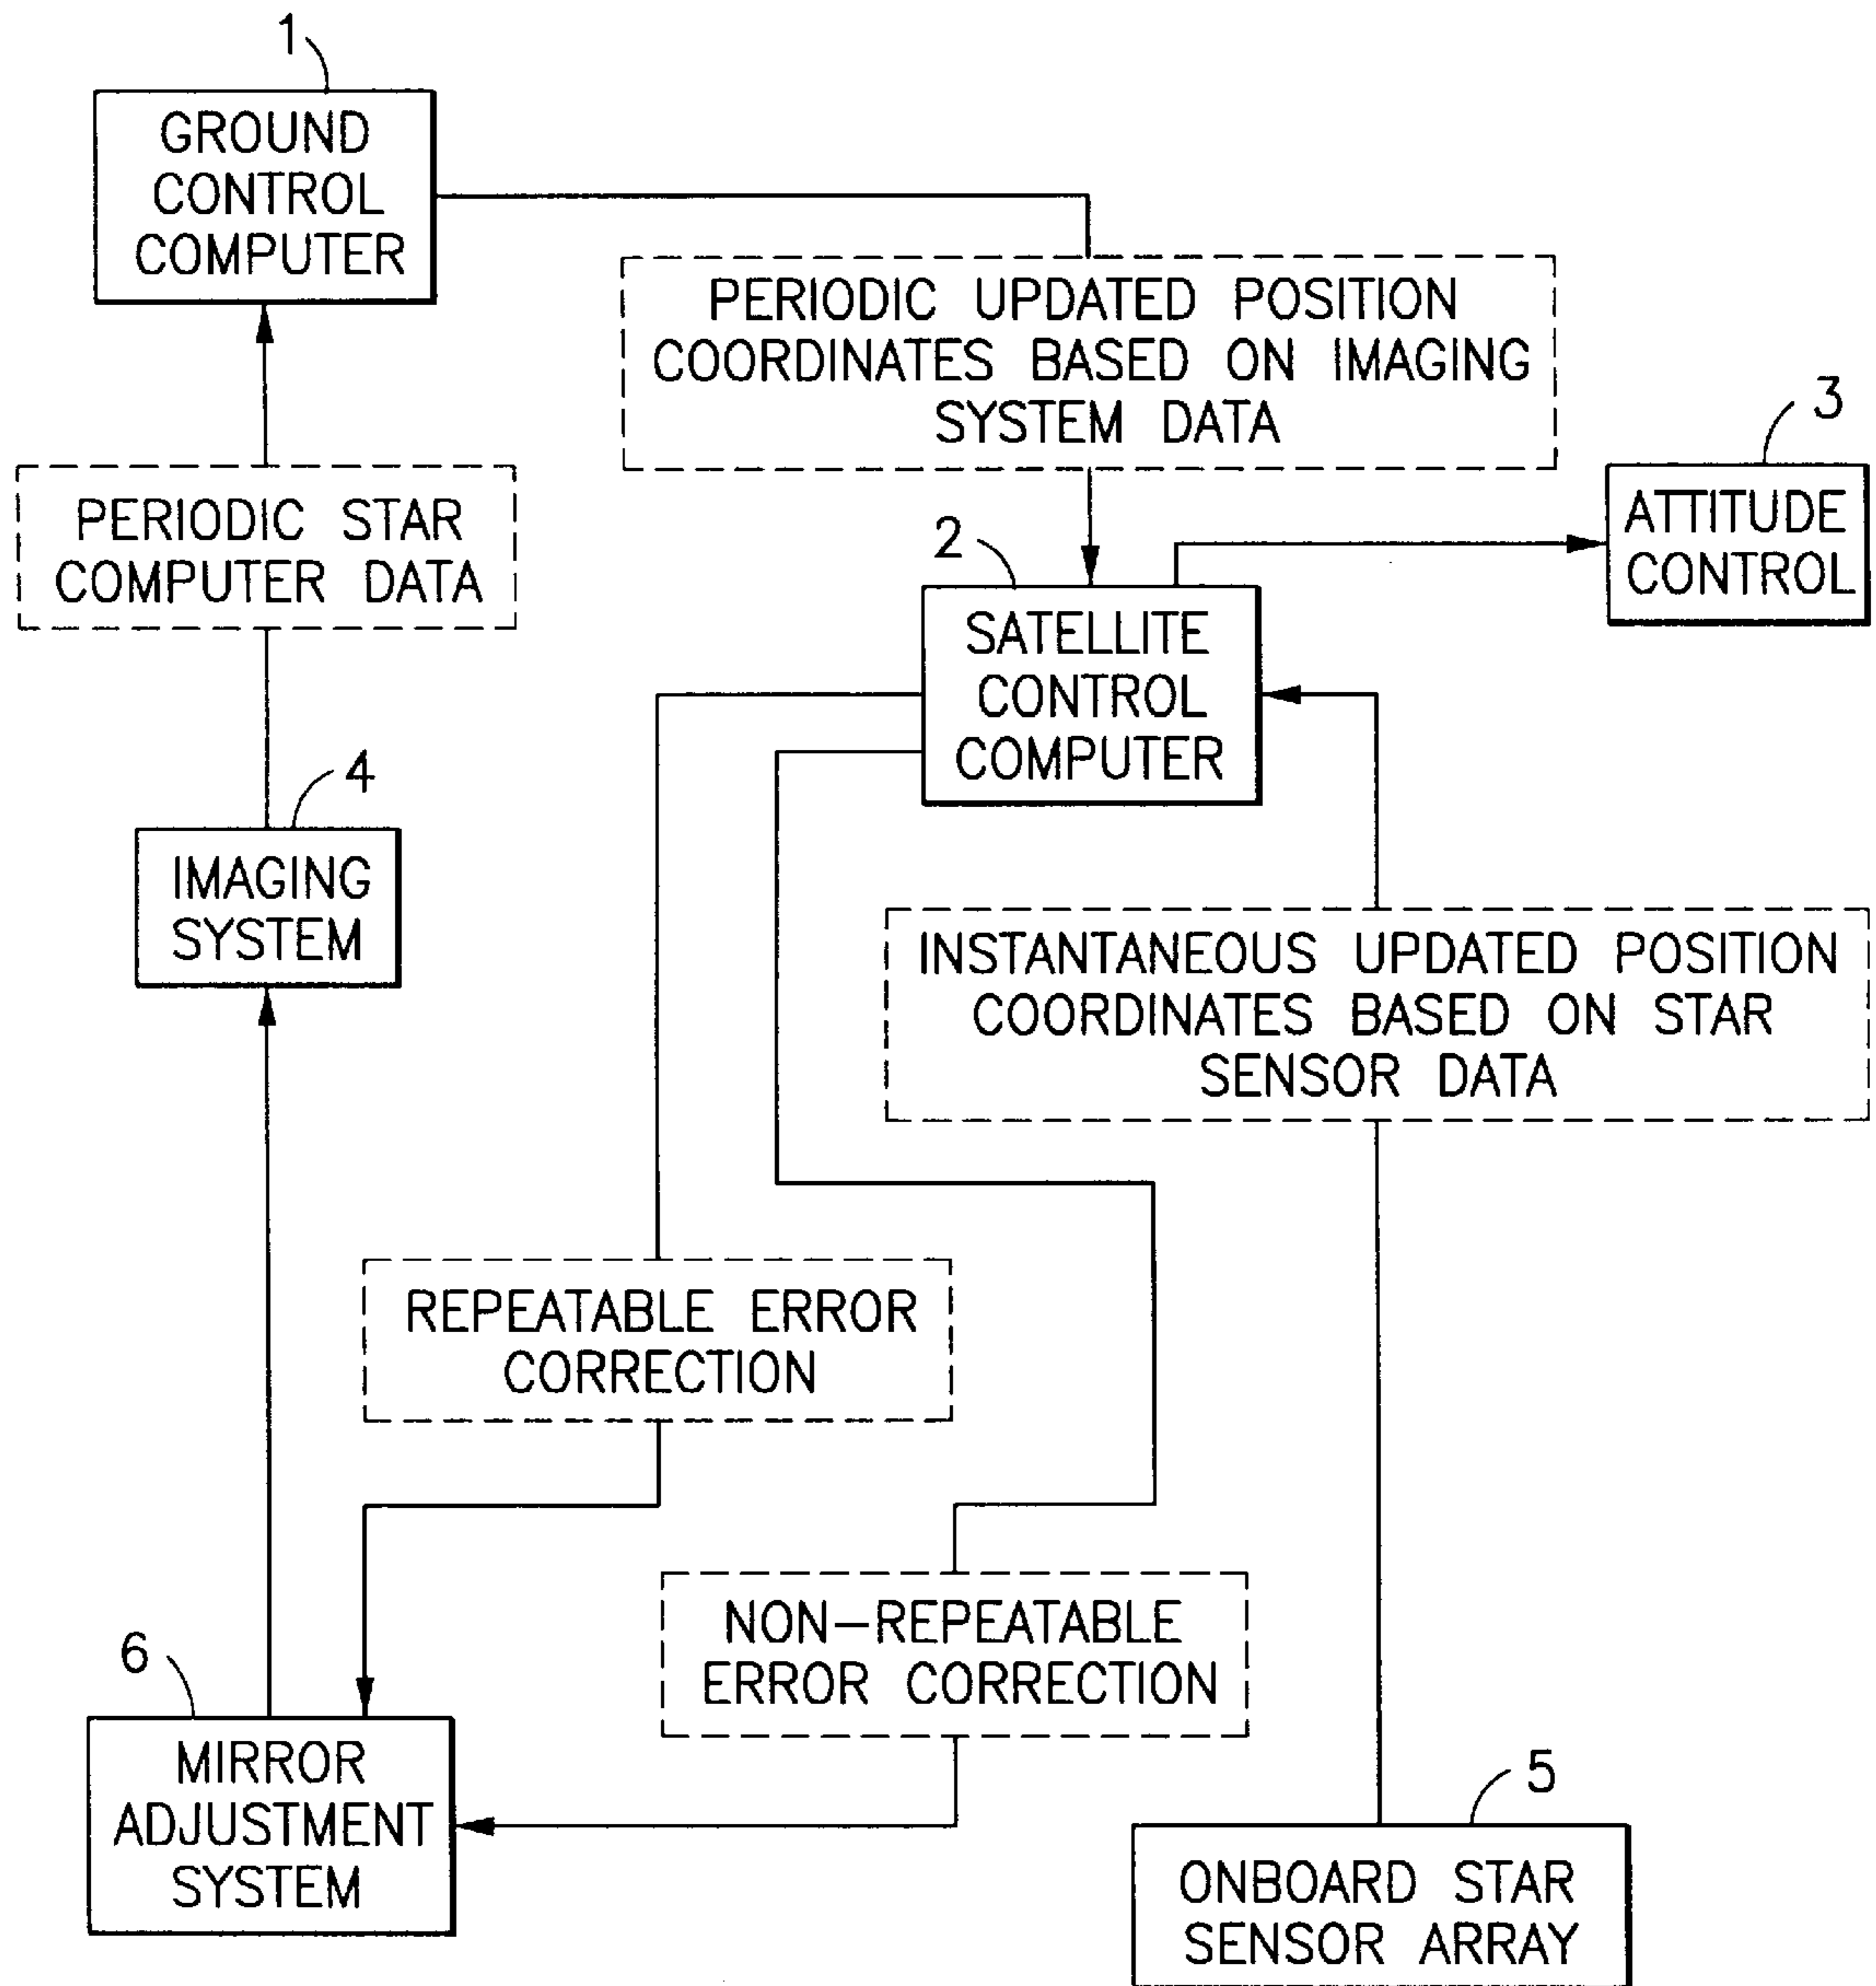 1
GROUND
CONTROL
COMPUTER
PERIODIC UPDATED POSITION
COORDINATES BASED ON IMAGING
SYSTEM DATA
3
ATTITUDE
CONTROL
PERIODIC STAR
COMPUTER DATA
2
SATELLITE
CONTROL
COMPUTER
4
IMAGING
SYSTEM
INSTANTANEOUS UPDATED POSITION
COORDINATES BASED ON STAR
SENSOR DATA
REPEATABLE ERROR
CORRECTION
NON-REPEATABLE
ERROR CORRECTION
6
MIRROR
ADJUSTMENT
SYSTEM
5
ONBOARD STAR
SENSOR ARRAY